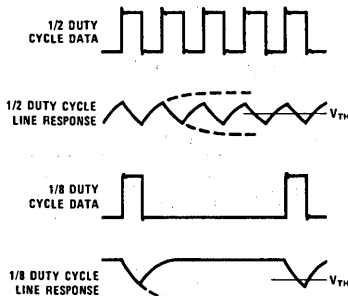 1/2 DUTY
CYCLE DATA
1/2 DUTY CYCLE
LINE RESPONSE
VTH
1/8 DUTY
CYCLE DATA
1/8 DUTY CYCLE
LINE RESPONSE
VTH